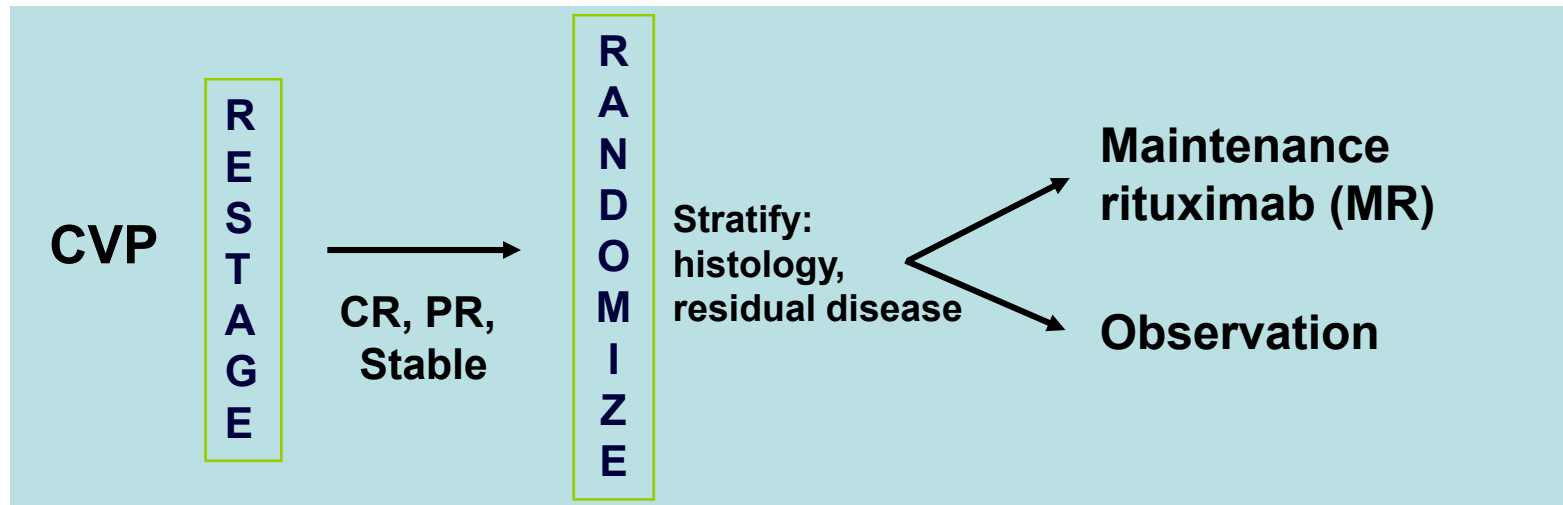 CVP
RESTAGE
CR, PR,
Stable
RANDOMIZE
Stratify:
histology,
residual disease
Maintenance
rituximab (MR)
Observation